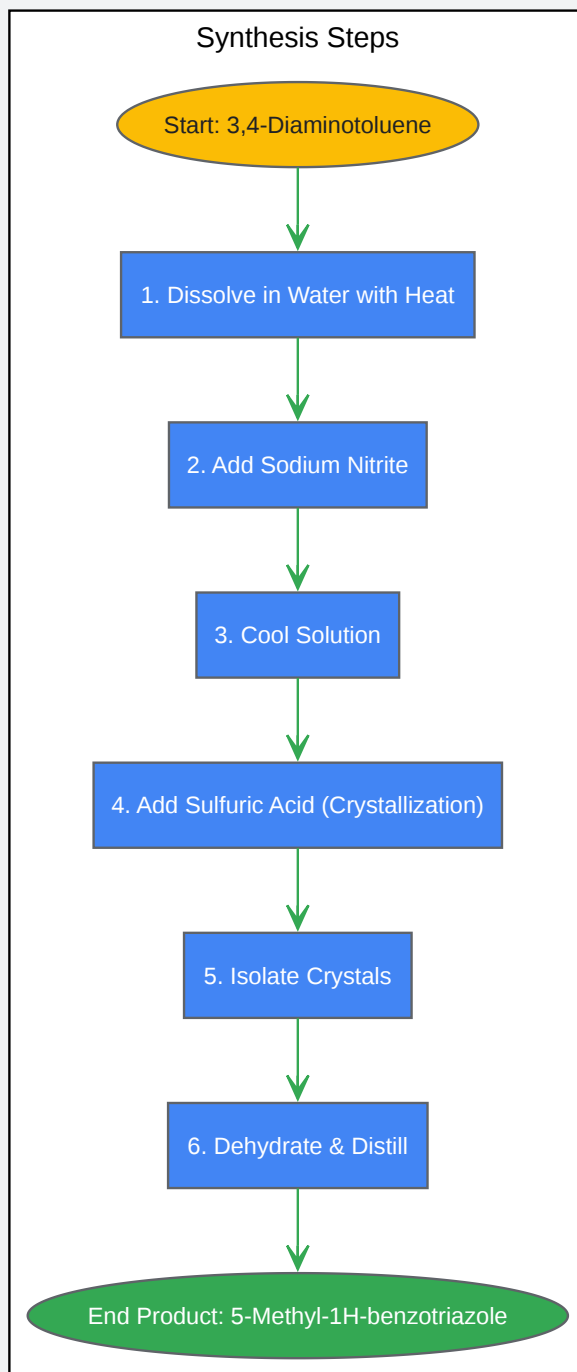 Synthesis Steps
Start: 3,4-Diaminotoluene
1. Dissolve in Water with Heat
2. Add Sodium Nitrite
3. Cool Solution
4. Add Sulfuric Acid (Crystallization)
5. Isolate Crystals
6. Dehydrate & Distill
End Product: 5-Methyl-1H-benzotriazole